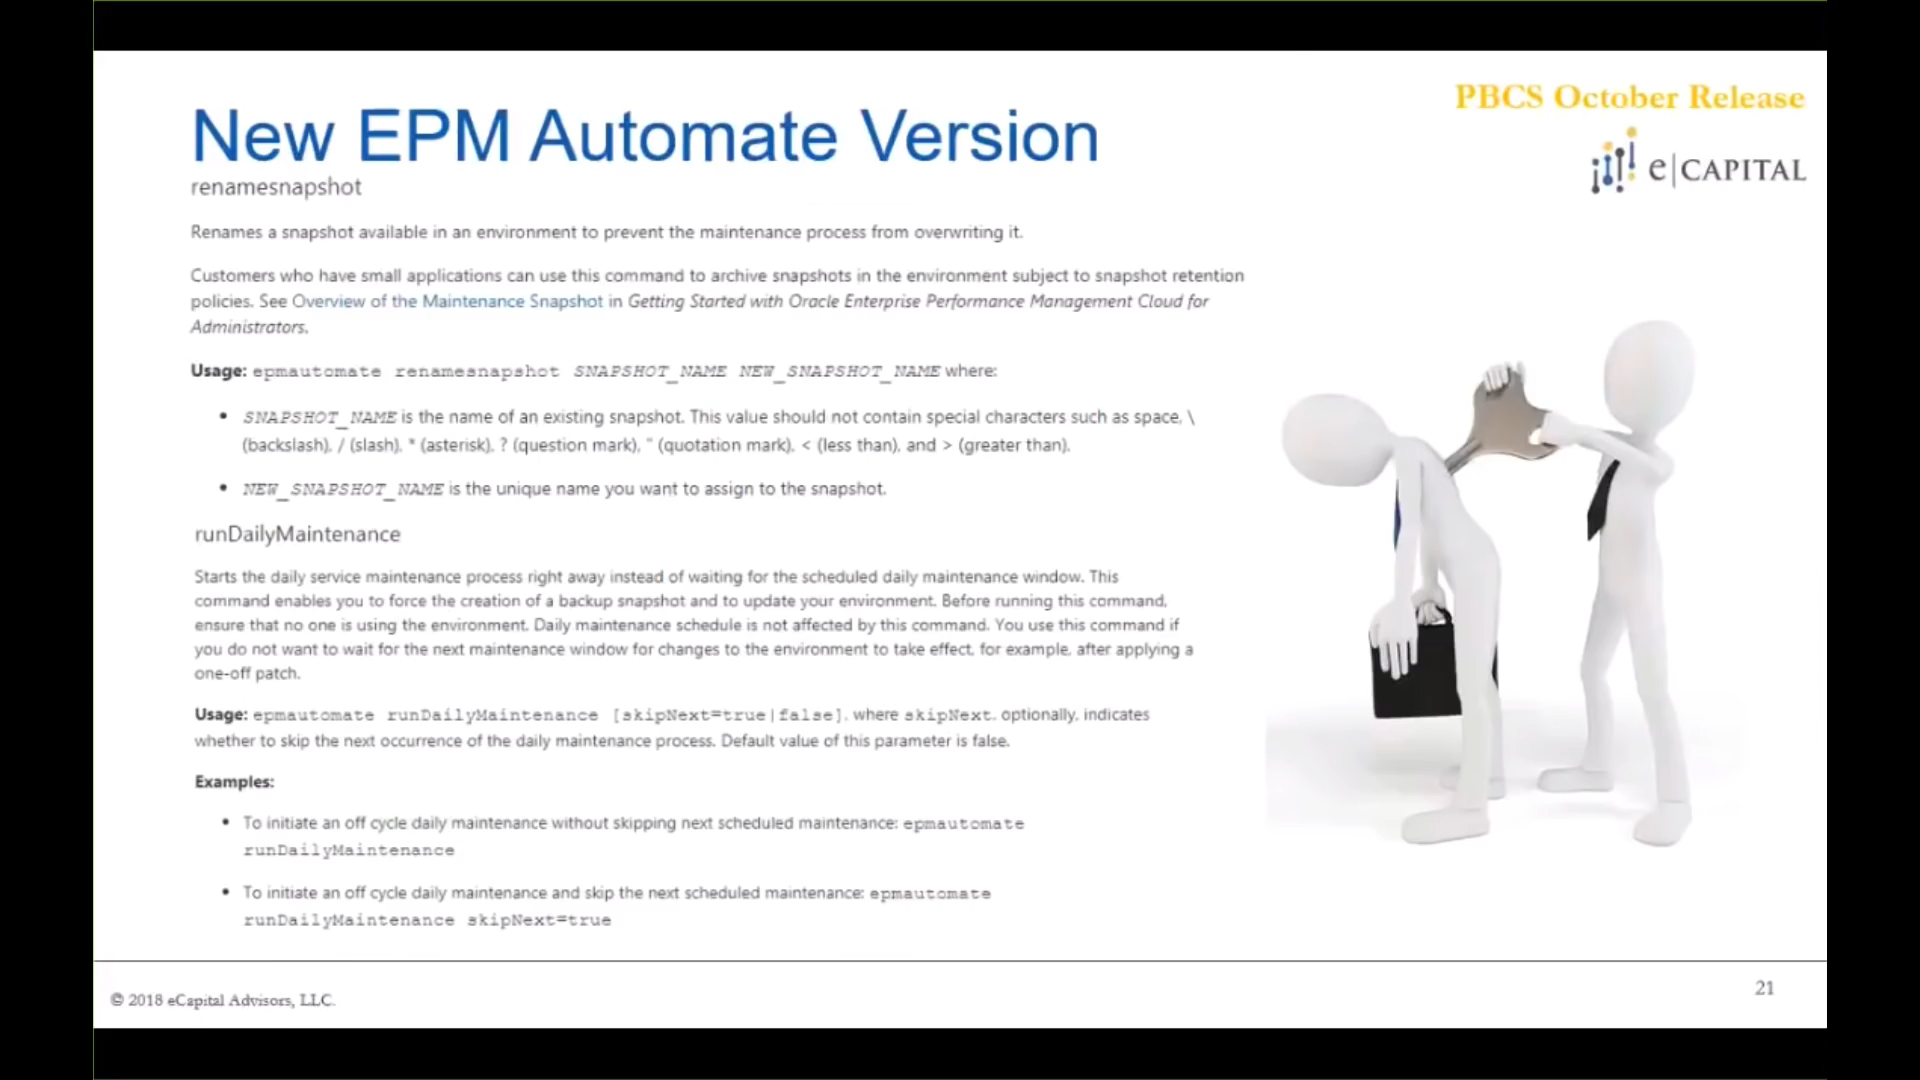 PBCS October Release
New EPM Automate Version
e|CAPITAL
renamesnapshot
Renames a snapshot available in an environment to prevent the maintenance process from overwriting it.
Customers who have small applications can use this command to archive snapshots in the environment subject to snapshot retention
policies. See Overview of the Maintenance Snapshot in Getting Started with Oracle Enterprise Performance Management Cloud for
Administrators.
Usage: epmautomate renamesnapshot SNAPSHOT_NAME NEW_SNAPSHOT_NAME where:
• SNAPSHOT_NAME is the name of an existing snapshot. This value should not contain special characters such as space, \
(backslash), / (slash), * (asterisk), ? (question mark), " (quotation mark), < (less than), and > (greater than).
• NEW_SNAPSHOT_NAME is the unique name you want to assign to the snapshot.
runDailyMaintenance
Starts the daily service maintenance process right away instead of waiting for the scheduled daily maintenance window. This
command enables you to force the creation of a backup snapshot and to update your environment. Before running this command,
ensure that no one is using the environment. Daily maintenance schedule is not affected by this command. You use this command if
you do not want to wait for the next maintenance window for changes to the environment to take effect, for example, after applying a
one-off patch.
Usage: epmautomate runDailyMaintenance [skipNext=true|false], where skipNext, optionally, indicates
whether to skip the next occurrence of the daily maintenance process. Default value of this parameter is false.
Examples:
• To initiate an off cycle daily maintenance without skipping next scheduled maintenance: epmautomate
runDailyMaintenance
• To initiate an off cycle daily maintenance and skip the next scheduled maintenance: epmautomate
runDailyMaintenance skipNext=true
© 2018 eCapital Advisors, LLC.
21